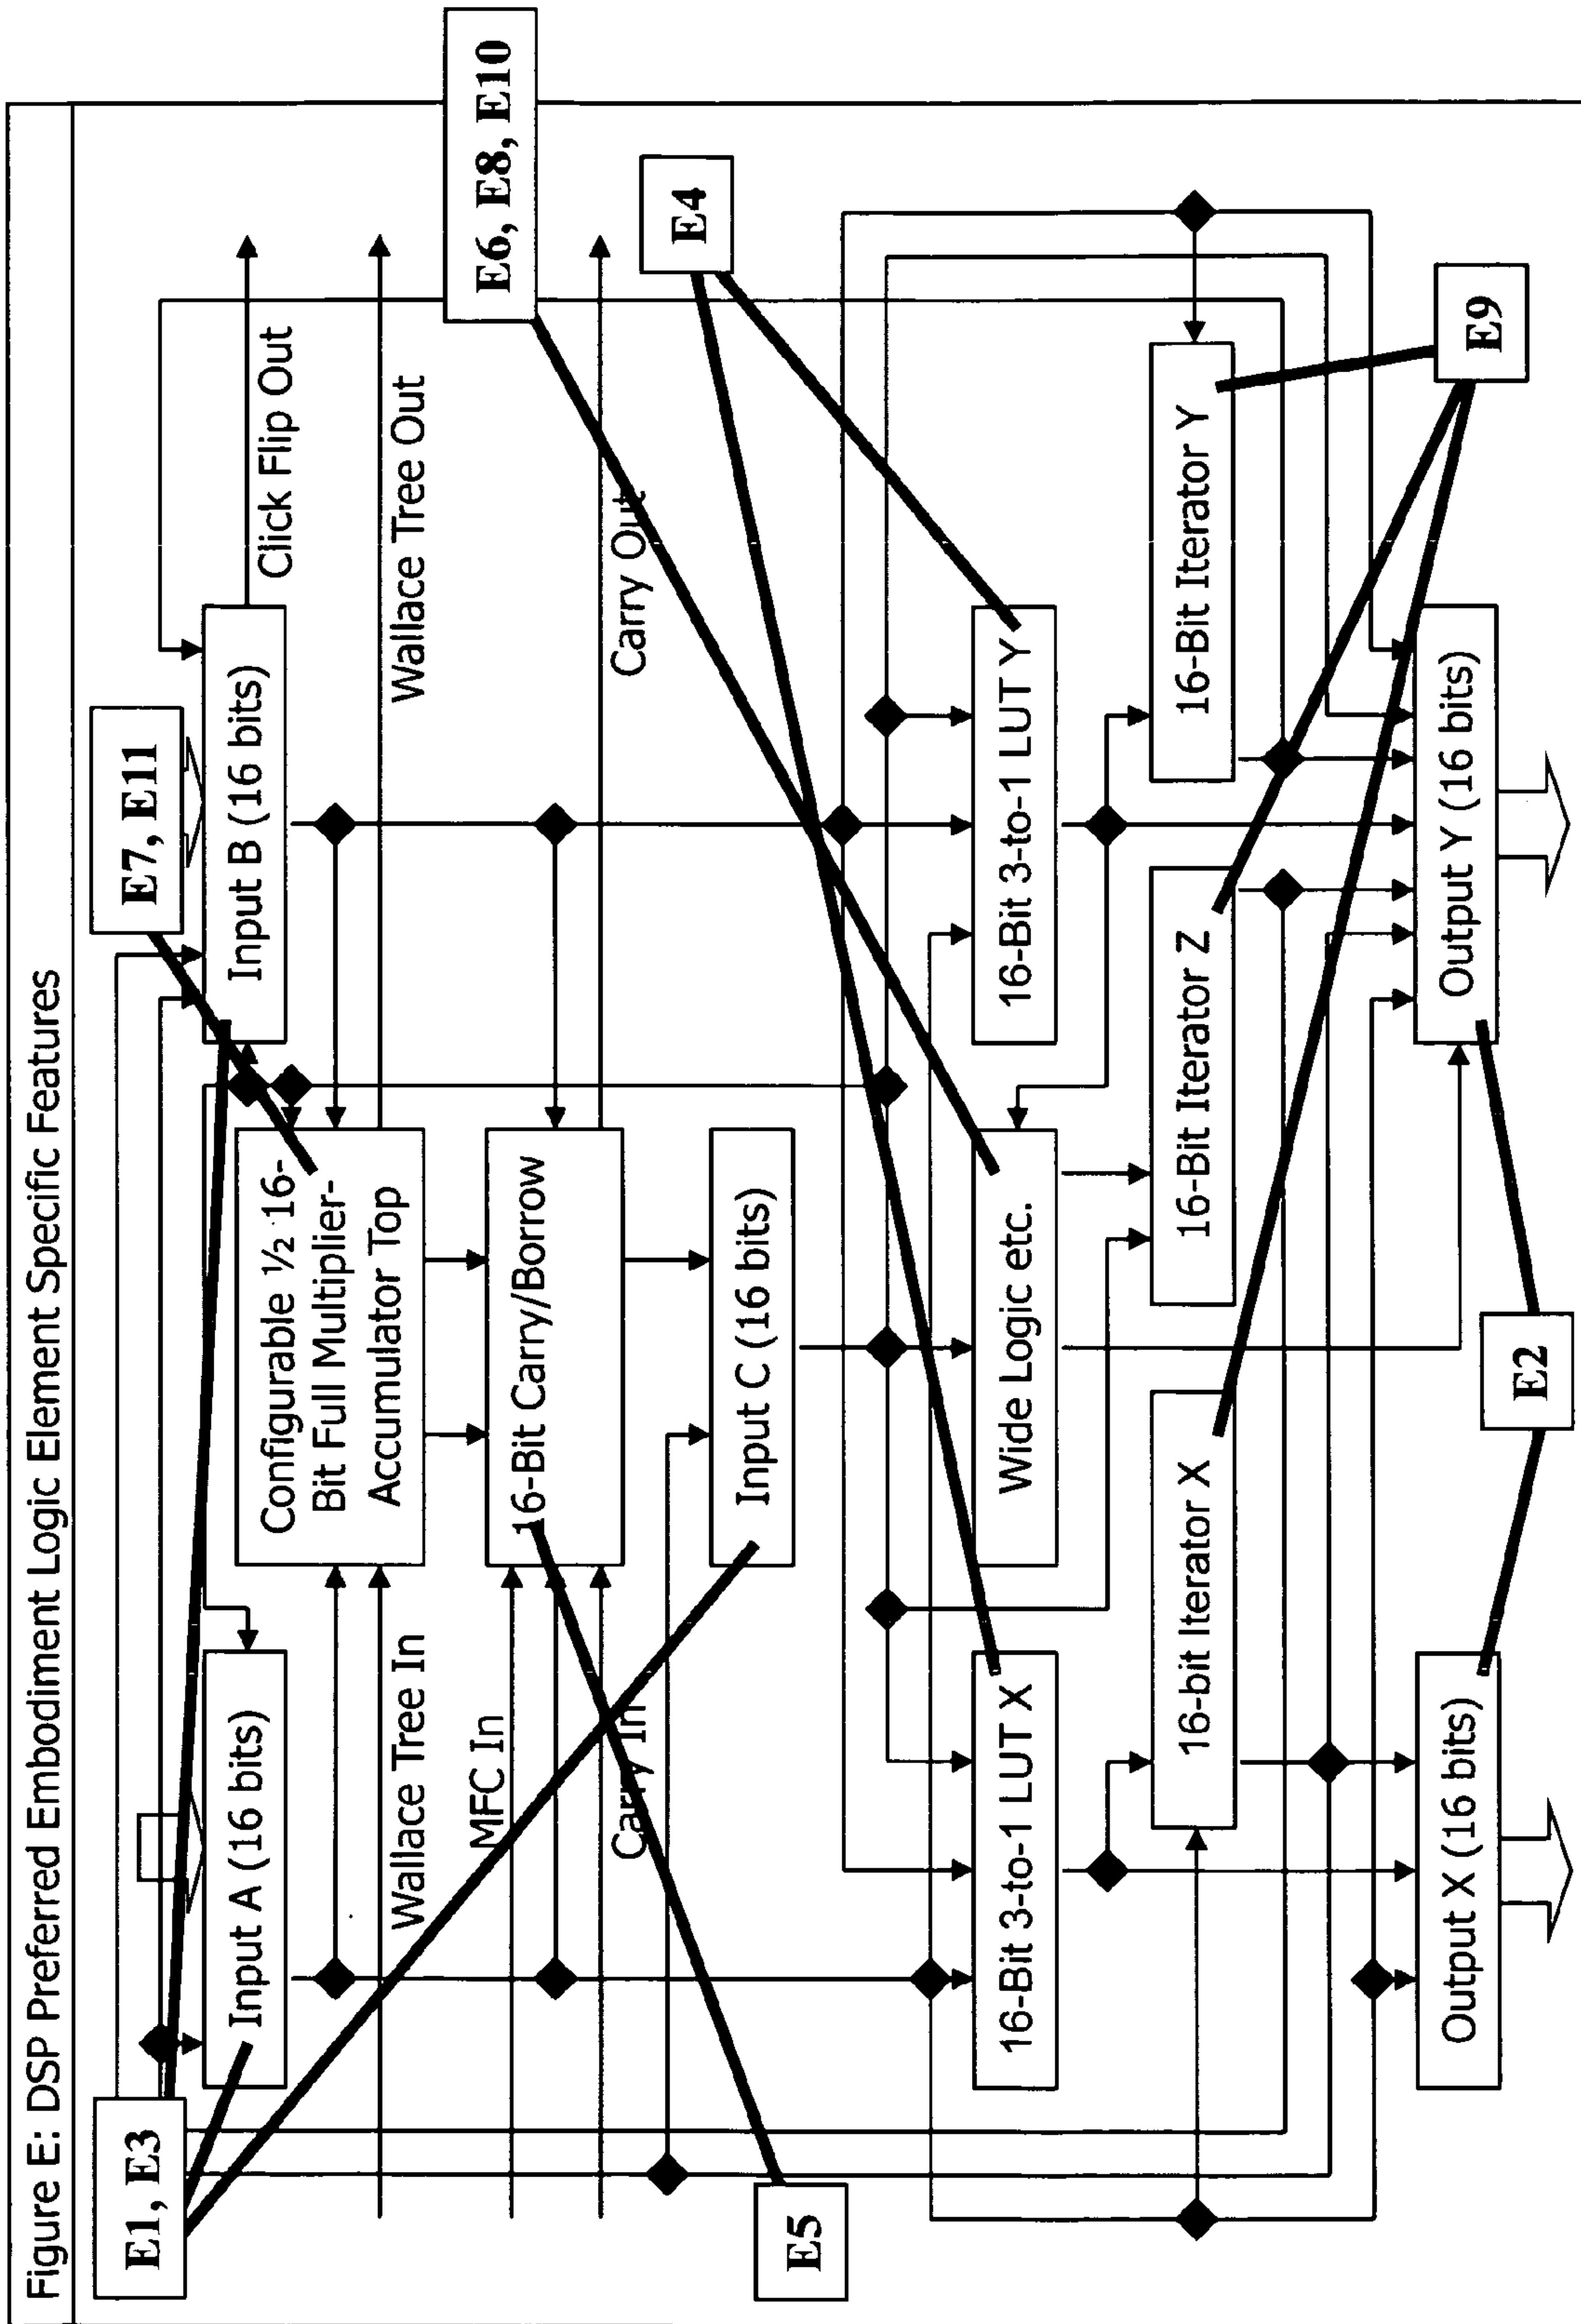 Figure E: DSP Preferred Embodiment Logic Element Specific Features
E1, E3
E7, E11
Input A (16 bits)
Configurable ½ 16-
Bit Full Multiplier-
Accumulator Top
Input B (16 bits)
Click Flip Out
Wallace Tree In
Wallace Tree Out
MFC In
16-Bit Carry/Borrow
E6, E8, E10
Carry In
Carry Out
E4
Input C (16 bits)
E5
16-Bit 3-to-1 LUT X
Wide Logic etc.
16-Bit 3-to-1 LUT Y
16-bit Iterator X
16-Bit Iterator Z
16-Bit Iterator Y
Output X (16 bits)
Output Y (16 bits)
E9
E2